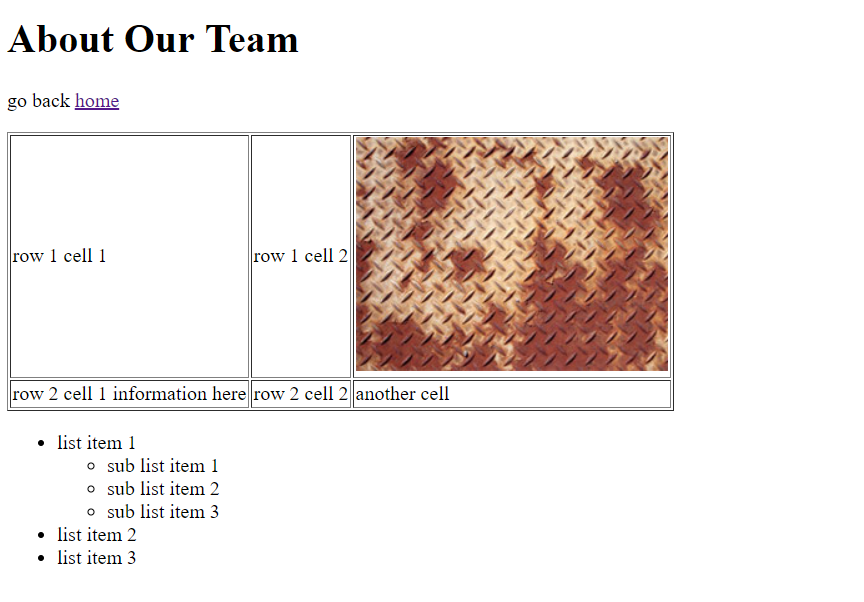 About Our Team
go back home
row 1 cell 1
row 1 cell 2
row 2 cell 1 information here
row 2 cell 2
another cell
list item 1
sub list item 1
sub list item 2
sub list item 3
list item 2
list item 3